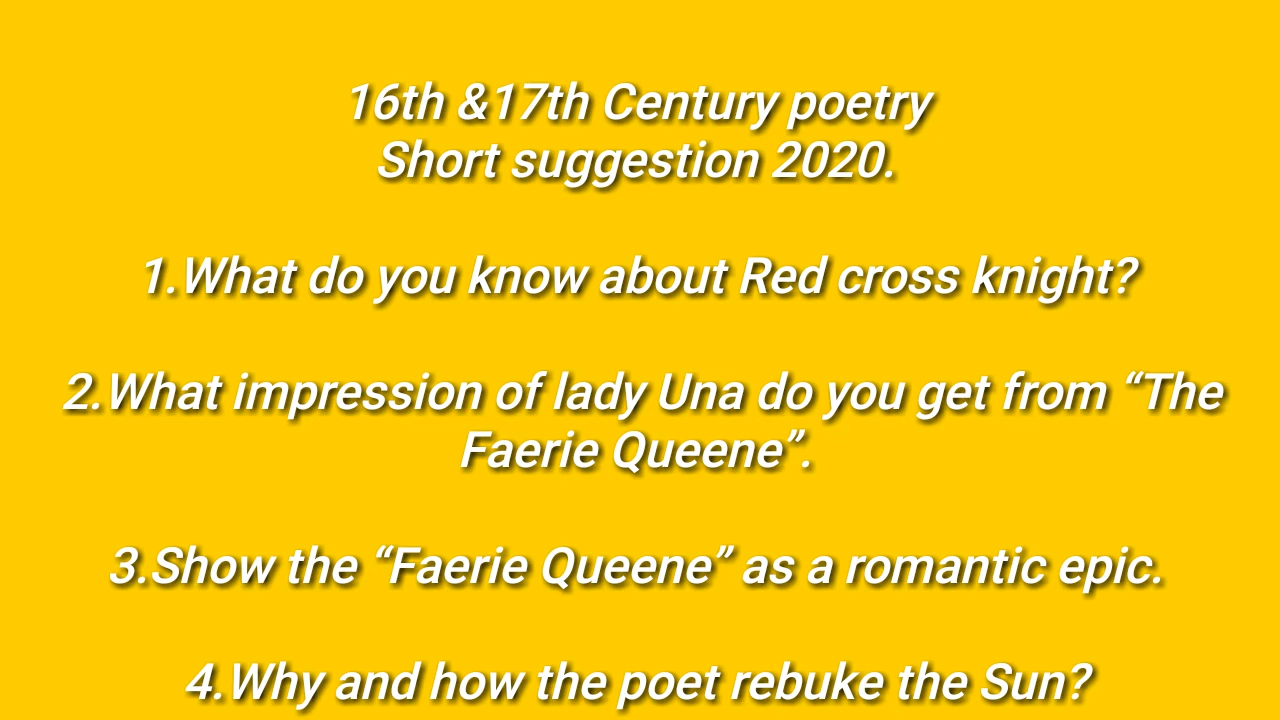 16th &17th Century poetry
Short suggestion 2020.
1.What do you know about Red cross knight?
2.What impression of lady Una do you get from “The
Faerie Queene”.
3.Show the “Faerie Queene” as a romantic epic.
4.Why and how the poet rebuke the Sun?